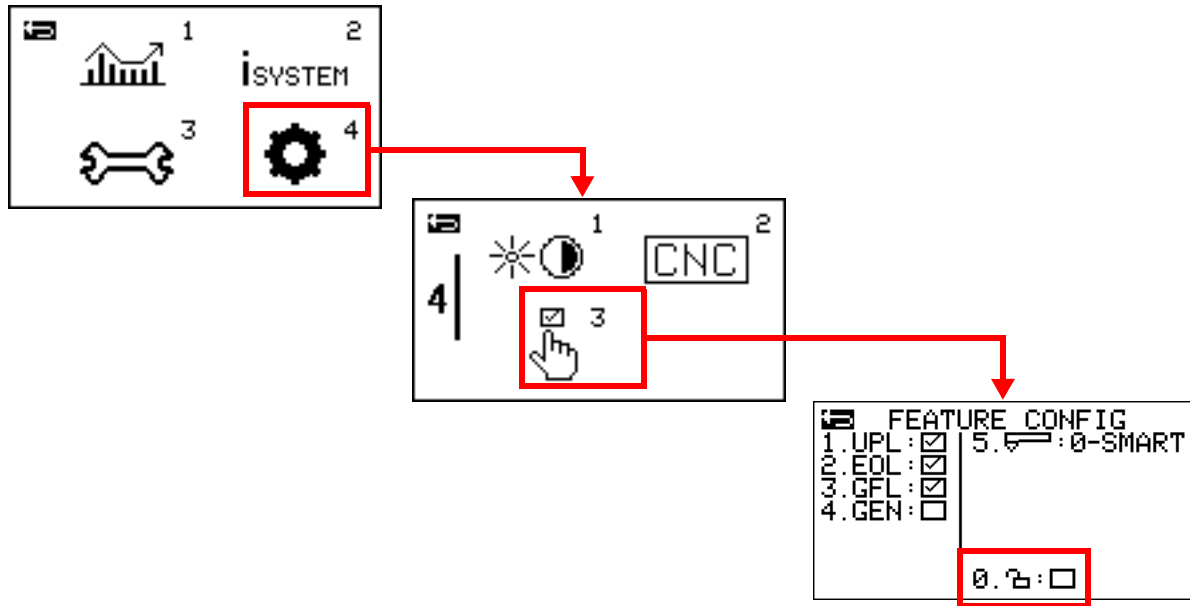 1
2
iSYSTEM
3
4
4
1
2
CNC
3
FEATURE CONFIG
1.UPL:☑ 5. :0-SMART
2.EOL:☑
3.GFL:☑
4.GEN:☐
0. :☐